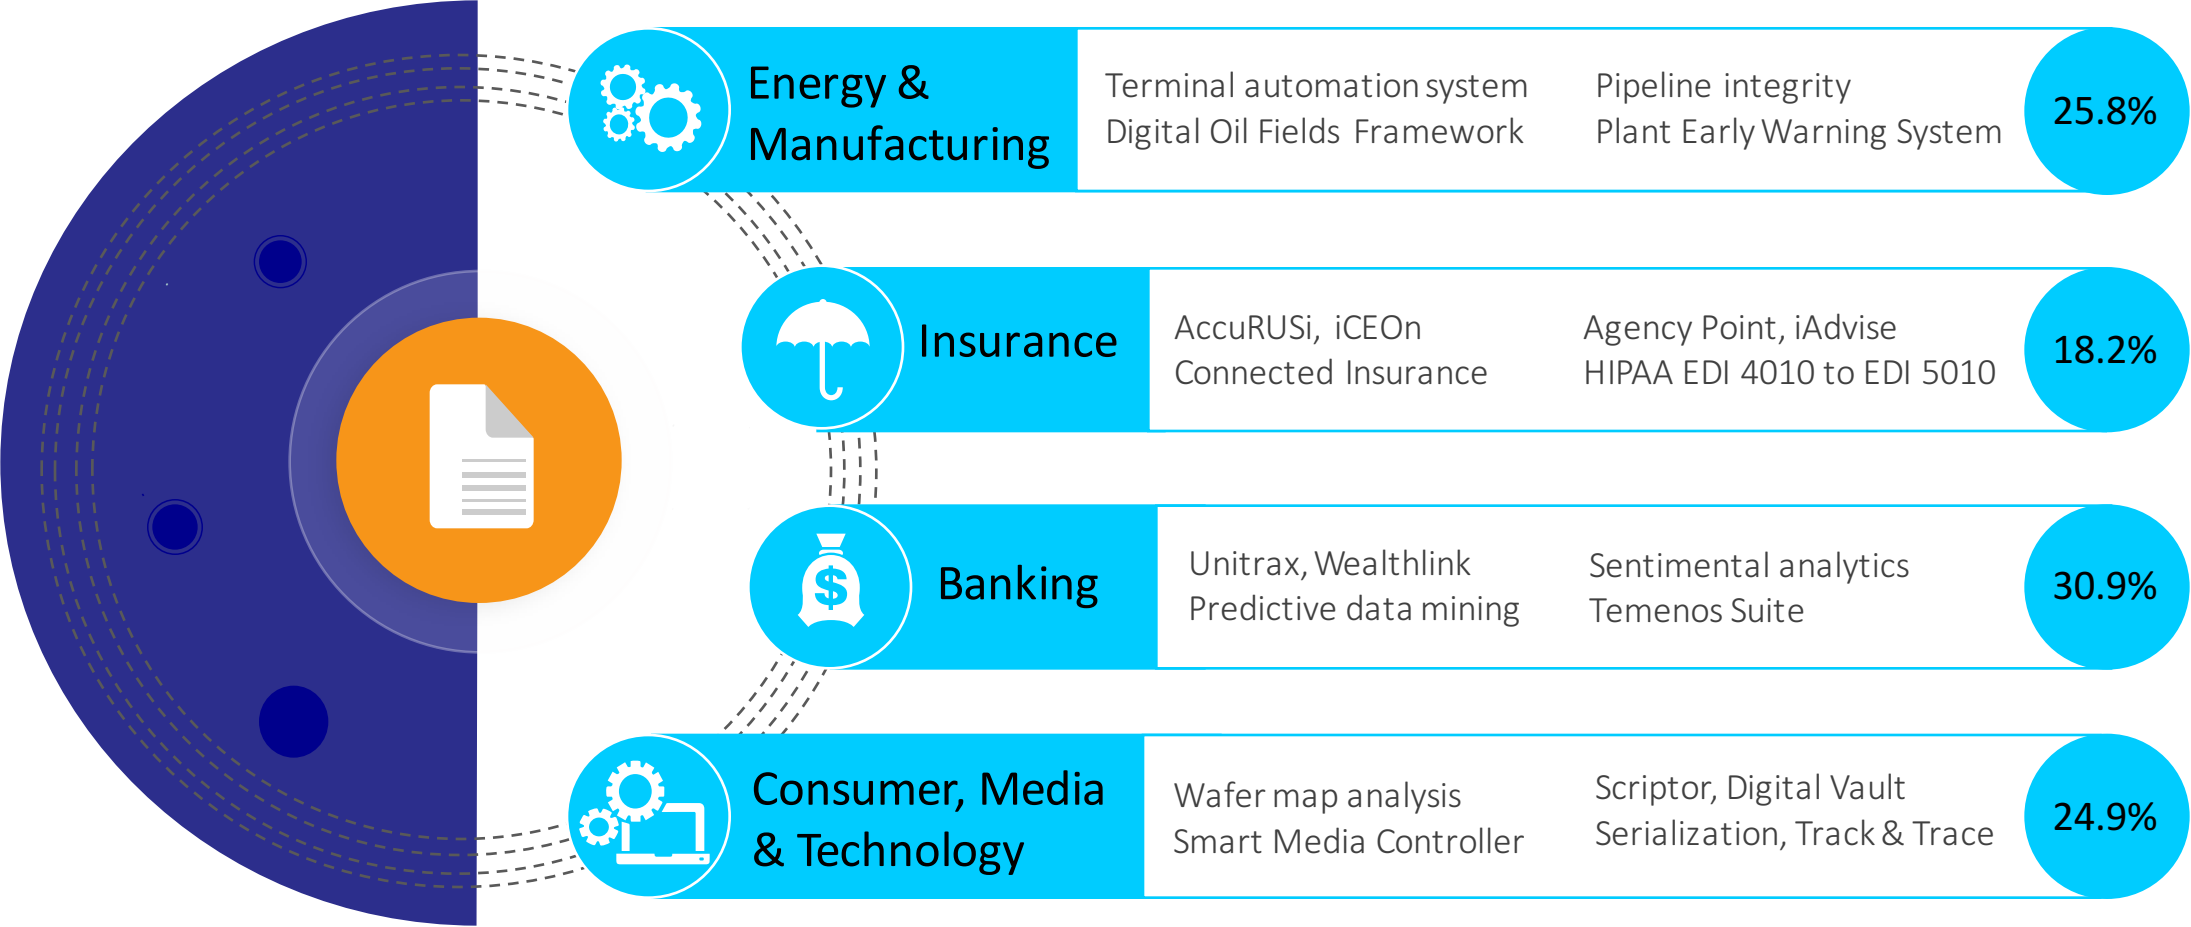 Energy &
Manufacturing
Terminal automation system
Digital Oil Fields Framework
Pipeline integrity
Plant Early Warning System
25.8%
Insurance
AccuRUSi, iCEOn
Connected Insurance
Agency Point, iAdvise
HIPAA EDI 4010 to EDI 5010
18.2%
$
Banking
Unitrax, Wealthlink
Predictive data mining
Sentimental analytics
Temenos Suite
30.9%
Consumer, Media
& Technology
Wafer map analysis
Smart Media Controller
Scriptor, Digital Vault
Serialization, Track & Trace
24.9%